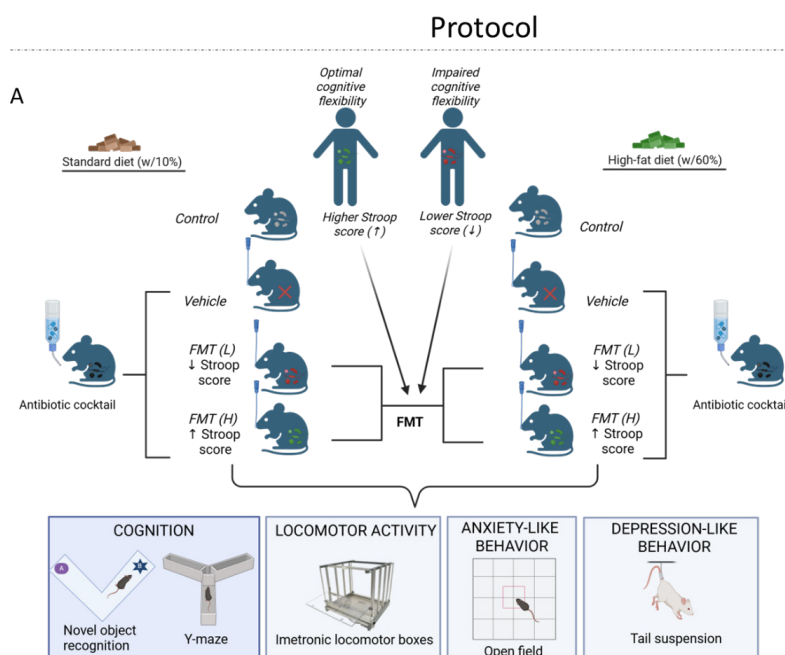 Protocol
A
Optimal
cognitive
flexibility
Impaired
cognitive
flexibility
Standard diet (w/10%)
High-fat diet (w/60%)
Control
Higher Stroop
score (↑)
Lower Stroop
score (↓)
Control
Vehicle
Vehicle
FMT (L)
↓ Stroop
score
FMT (L)
↓ Stroop
score
Antibiotic cocktail
Antibiotic cocktail
FMT (H)
↑ Stroop
score
FMT
FMT (H)
↑ Stroop
score
COGNITION
A
Novel object
recognition
Y-maze
LOCOMOTOR ACTIVITY
Imetronic locomotor boxes
ANXIETY-LIKE
BEHAVIOR
Open field
DEPRESSION-LIKE
BEHAVIOR
Tail suspension